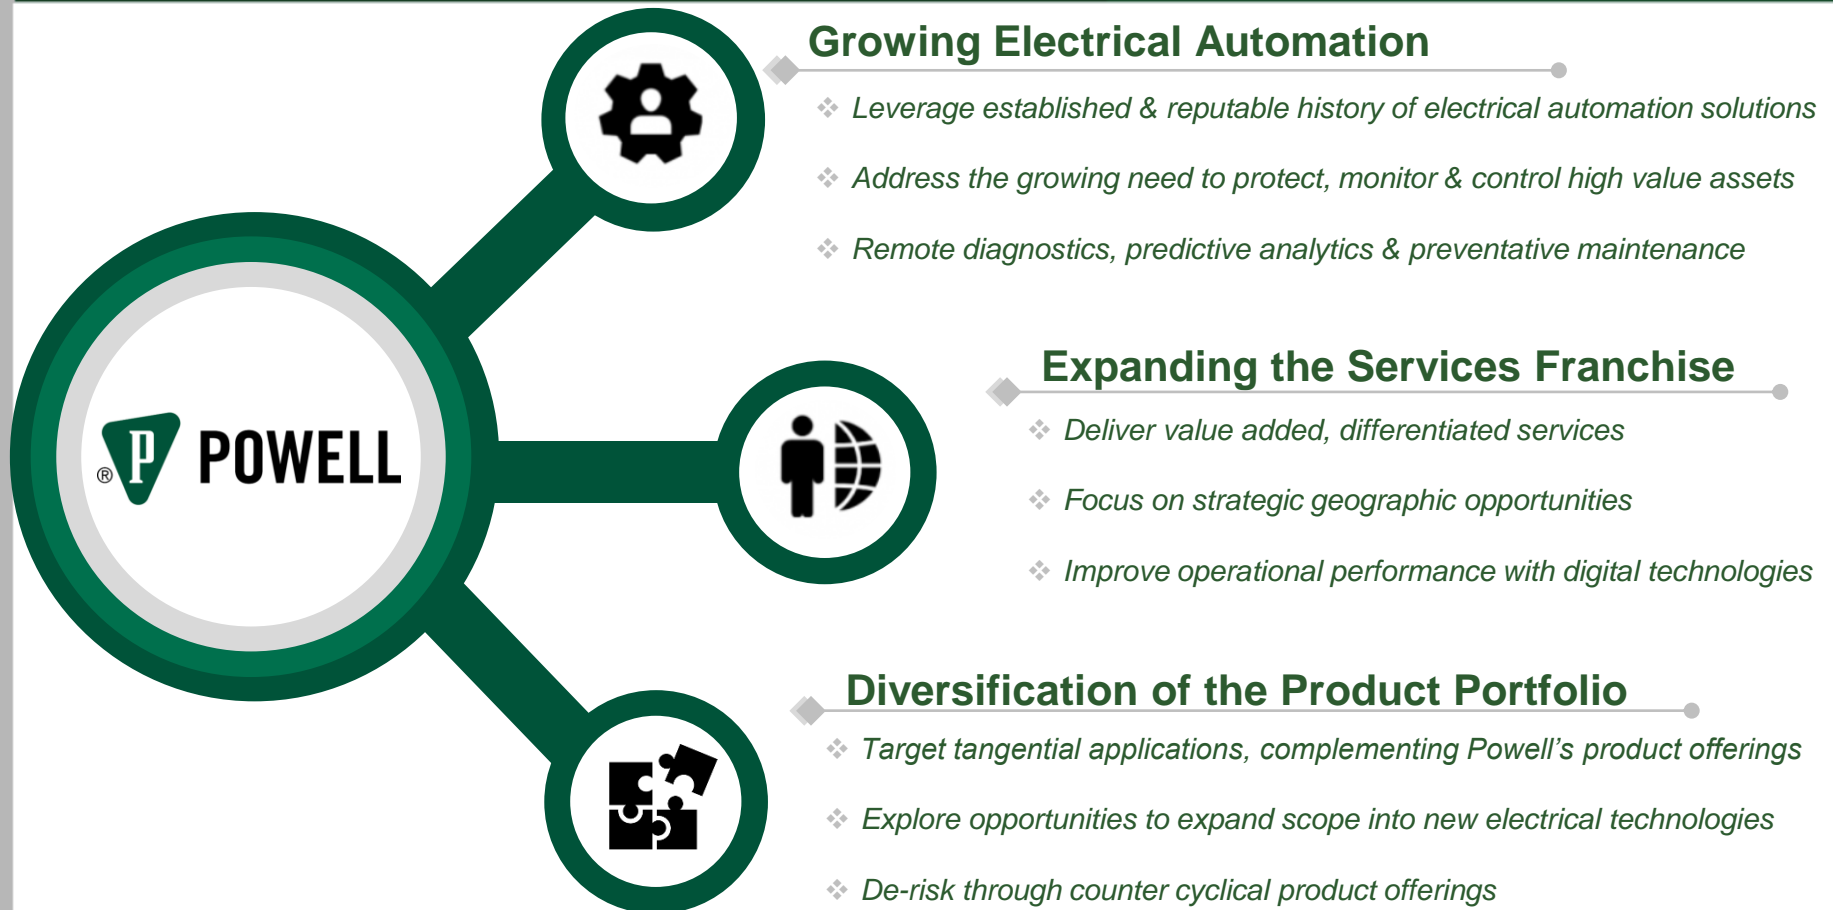 Growing Electrical Automation
❖ Leverage established & reputable history of electrical automation solutions
❖ Address the growing need to protect, monitor & control high value assets
❖ Remote diagnostics, predictive analytics & preventative maintenance
Expanding the Services Franchise
❖ Deliver value added, differentiated services
❖ Focus on strategic geographic opportunities
❖ Improve operational performance with digital technologies
® P POWELL
Diversification of the Product Portfolio
❖ Target tangential applications, complementing Powell's product offerings
❖ Explore opportunities to expand scope into new electrical technologies
❖ De-risk through counter cyclical product offerings